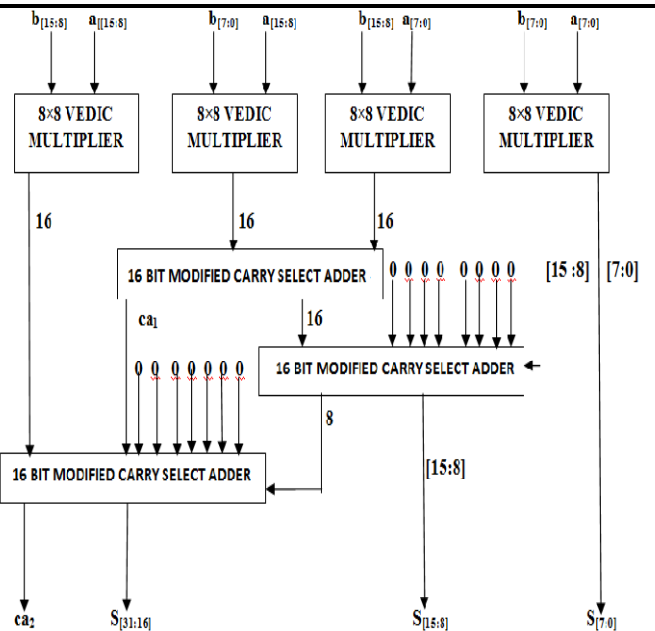 b[15:8] a[[15:8] b[7:0] a[15:8] b[15:8] a[7:0] b[7:0] a[7:0]
8×8 VEDIC MULTIPLIER
8×8 VEDIC MULTIPLIER
8×8 VEDIC MULTIPLIER
8×8 VEDIC MULTIPLIER
16 16 16
16 BIT MODIFIED CARRY SELECT ADDER
0 0 0 0 0 0 0 0
[15 :8] [7:0]
ca1
16
16 BIT MODIFIED CARRY SELECT ADDER
0 0 0 0 0 0 0
8
16 BIT MODIFIED CARRY SELECT ADDER
[15:8]
ca2 S[31:16] S[15:8] S[7:0]